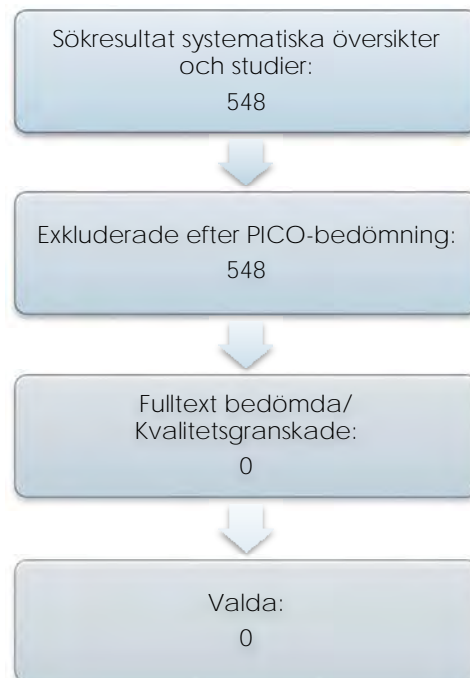 Sökresultat systematiska översikter
och studier:
548
Exkluderade efter PICO-bedömning:
548
Fulltext bedömda/
Kvalitetsgranskade:
0
Valda:
0